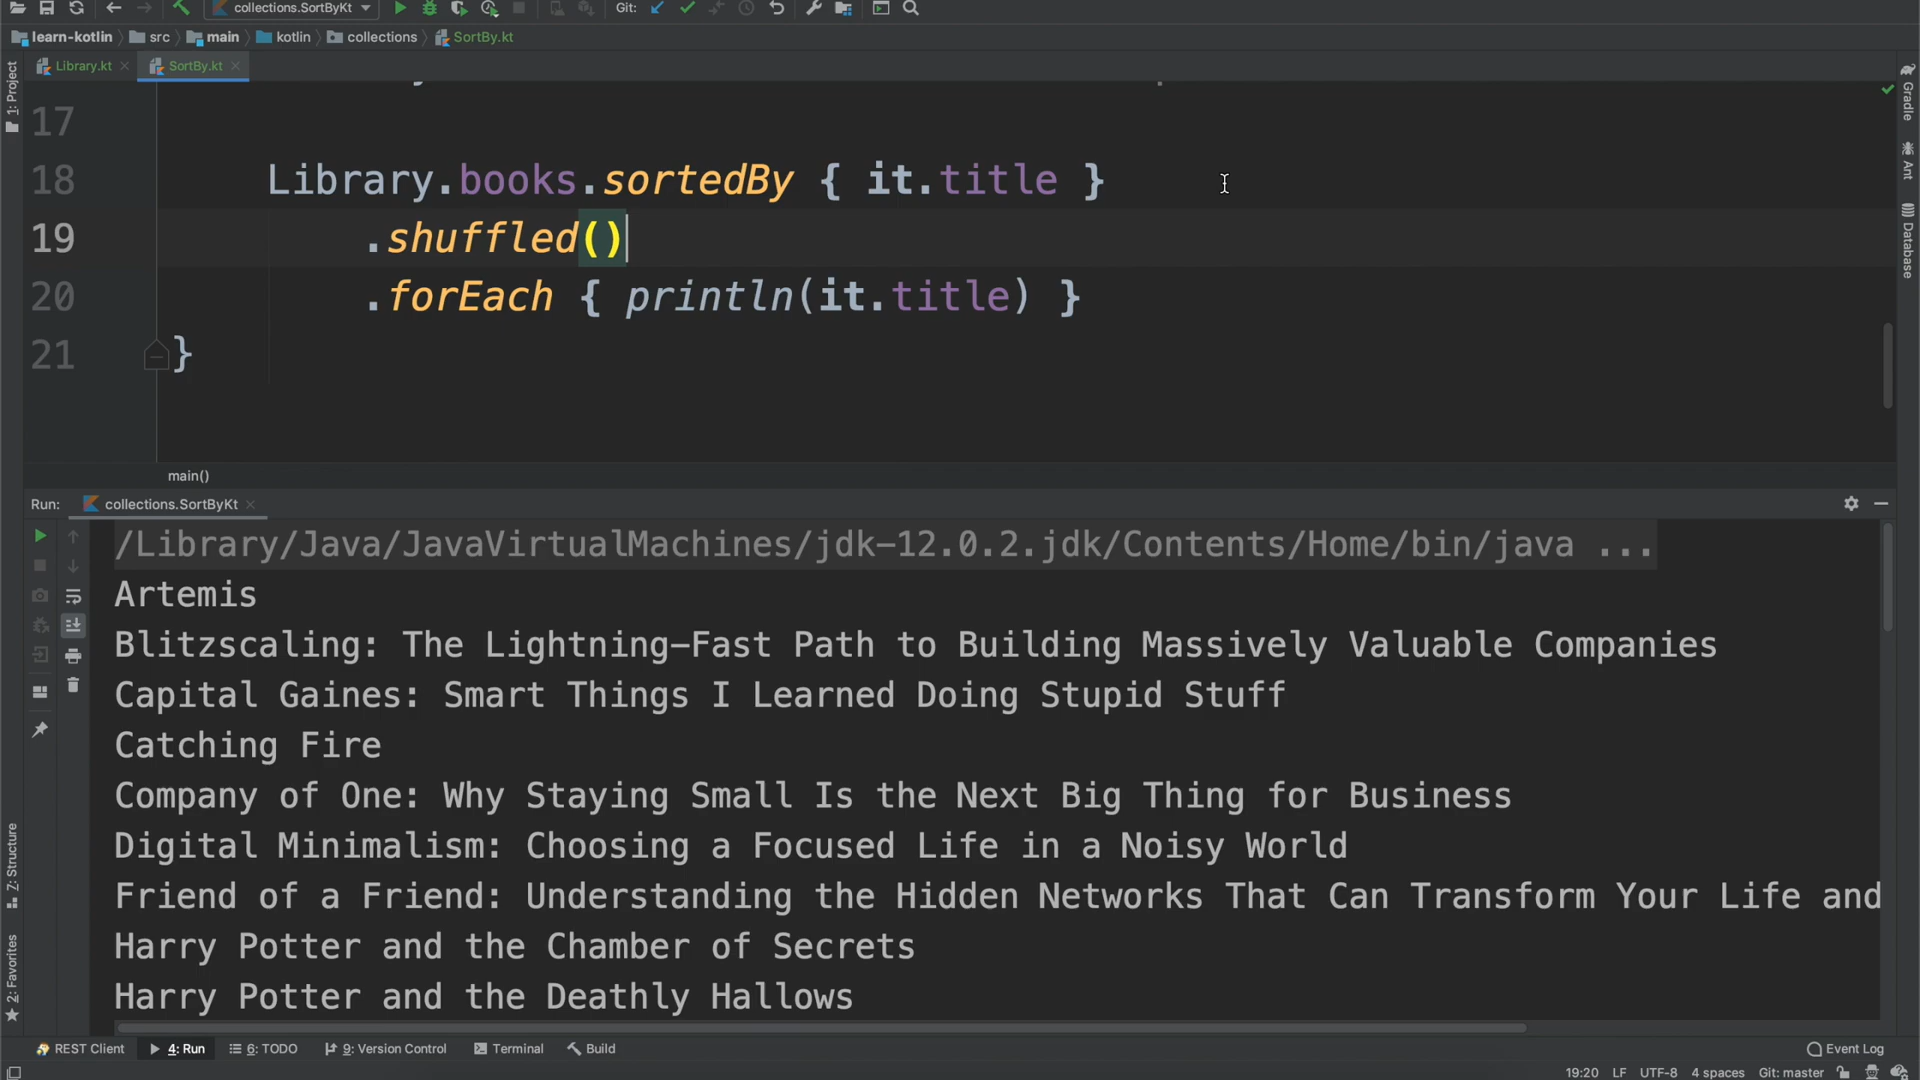 collections.SortByKt
Git:
learn-kotlin
src
main
kotlin
collections
SortBy.kt
Library.kt
SortBy.kt
1: Project
Gradle
Ant
Database
17
18 Library.books.sortedBy { it.title }
19 .shuffled()
20 .forEach { println(it.title) }
21 }
main()
Run: collections.SortByKt
/Library/Java/JavaVirtualMachines/jdk-12.0.2.jdk/Contents/Home/bin/java ...
Artemis
Blitzscaling: The Lightning-Fast Path to Building Massively Valuable Companies
Capital Gaines: Smart Things I Learned Doing Stupid Stuff
Catching Fire
Company of One: Why Staying Small Is the Next Big Thing for Business
Digital Minimalism: Choosing a Focused Life in a Noisy World
Friend of a Friend: Understanding the Hidden Networks That Can Transform Your Life and
Harry Potter and the Chamber of Secrets
Harry Potter and the Deathly Hallows
Z: Structure
2: Favorites
REST Client
4: Run
6: TODO
9: Version Control
Terminal
Build
Event Log
19:20 LF UTF-8 4 spaces Git: master